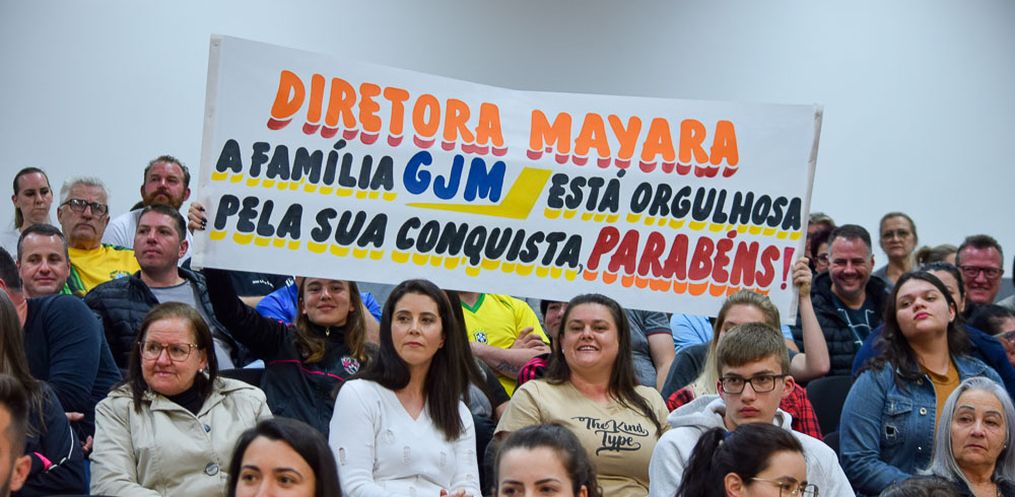 DIRETORA MAYARA
A FAMÍLIA GJM ESTÁ ORGULHOSA
PELA SUA CONQUISTA, PARABÉNS!
The Kind
Type